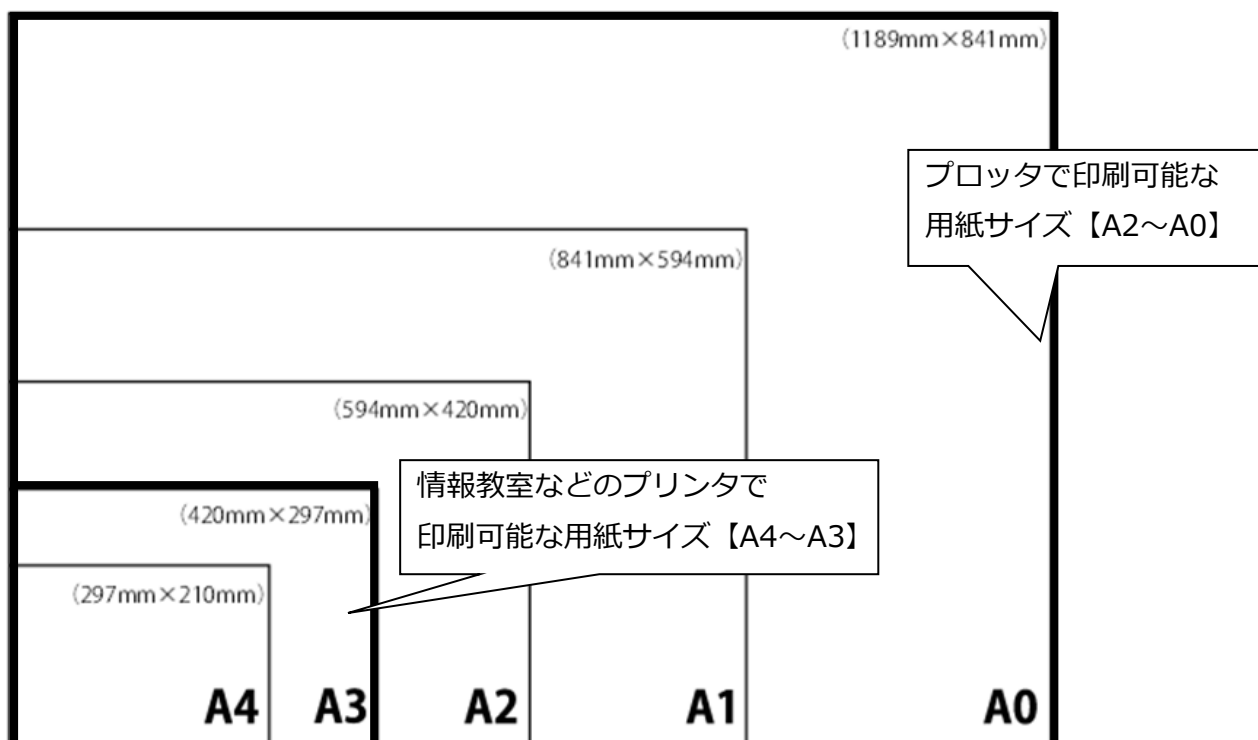 （1189mm×841mm）
プロッタで印刷可能な
用紙サイズ【A2～A0】
（841mm×594mm）
（594mm×420mm）
情報教室などのプリンタで
印刷可能な用紙サイズ【A4～A3】
（420mm×297mm）
（297mm×210mm）
A4 A3 A2 A1 A0